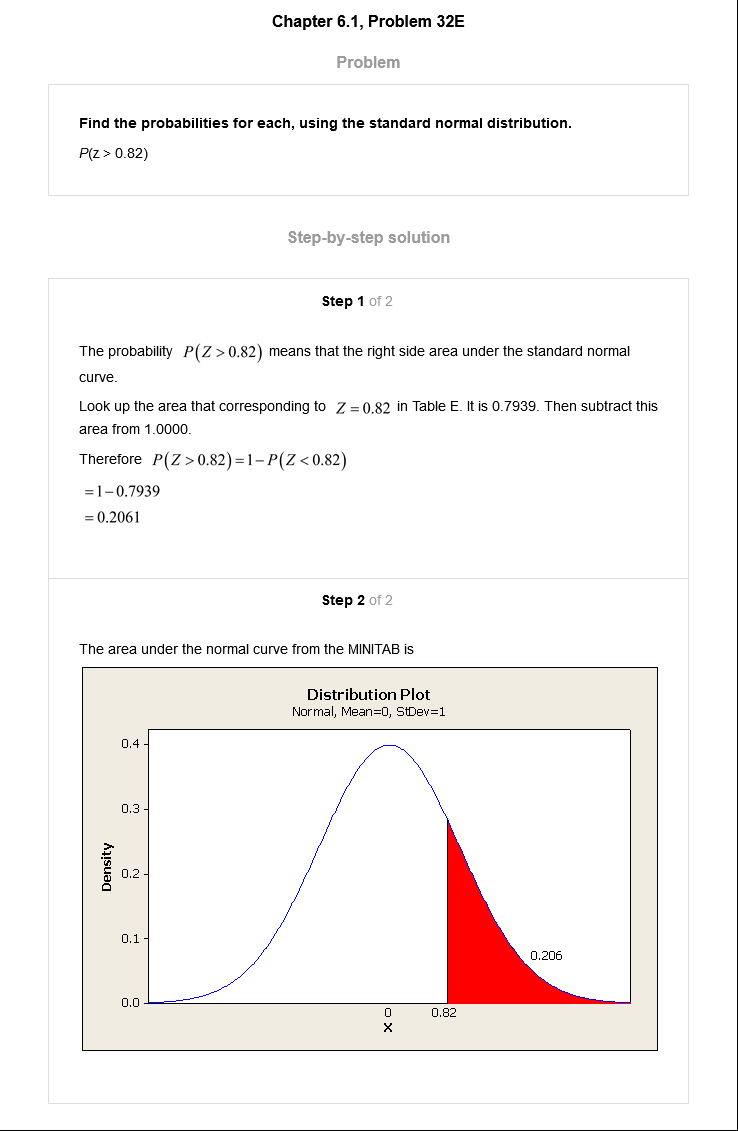 Chapter 6.1, Problem 32E
Problem
Find the probabilities for each, using the standard normal distribution.
P(z > 0.82)
Step-by-step solution
Step 1 of 2
The probability P(Z > 0.82) means that the right side area under the standard normal
curve.
Look up the area that corresponding to Z = 0.82 in Table E. It is 0.7939. Then subtract this
area from 1.0000.
Therefore P(Z > 0.82) = 1 − P(Z < 0.82)
= 1 − 0.7939
= 0.2061
Step 2 of 2
The area under the normal curve from the MINITAB is
Distribution Plot
Normal, Mean=0, StDev=1
0.4
0.3
Density
0.2
0.1
0.206
0.0
0 0.82
X